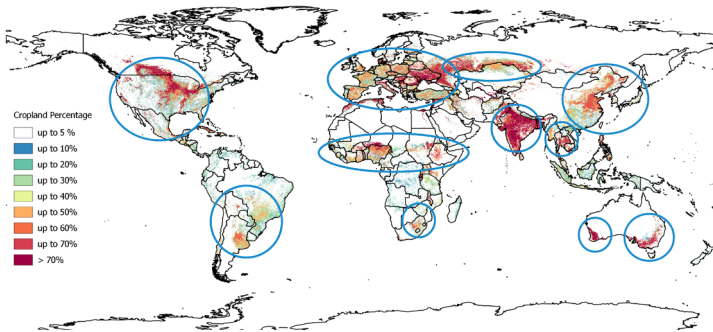 Cropland Percentage
up to 5 %
up to 10%
up to 20%
up to 30%
up to 40%
up to 50%
up to 60%
up to 70%
> 70%